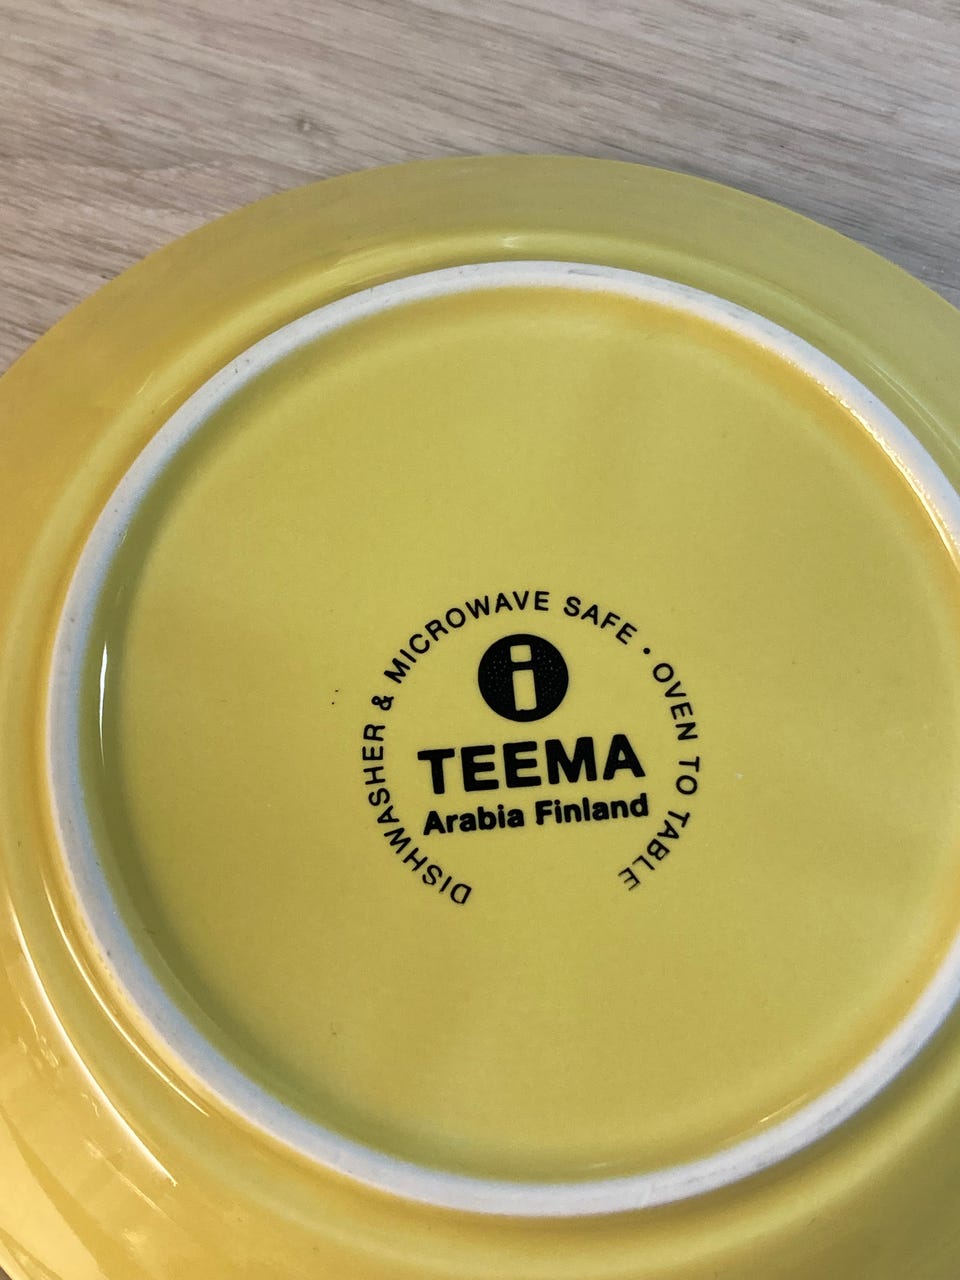 DISHWASHER & MICROWAVE SAFE · OVEN TO TABLE
i
TEEMA
Arabia Finland